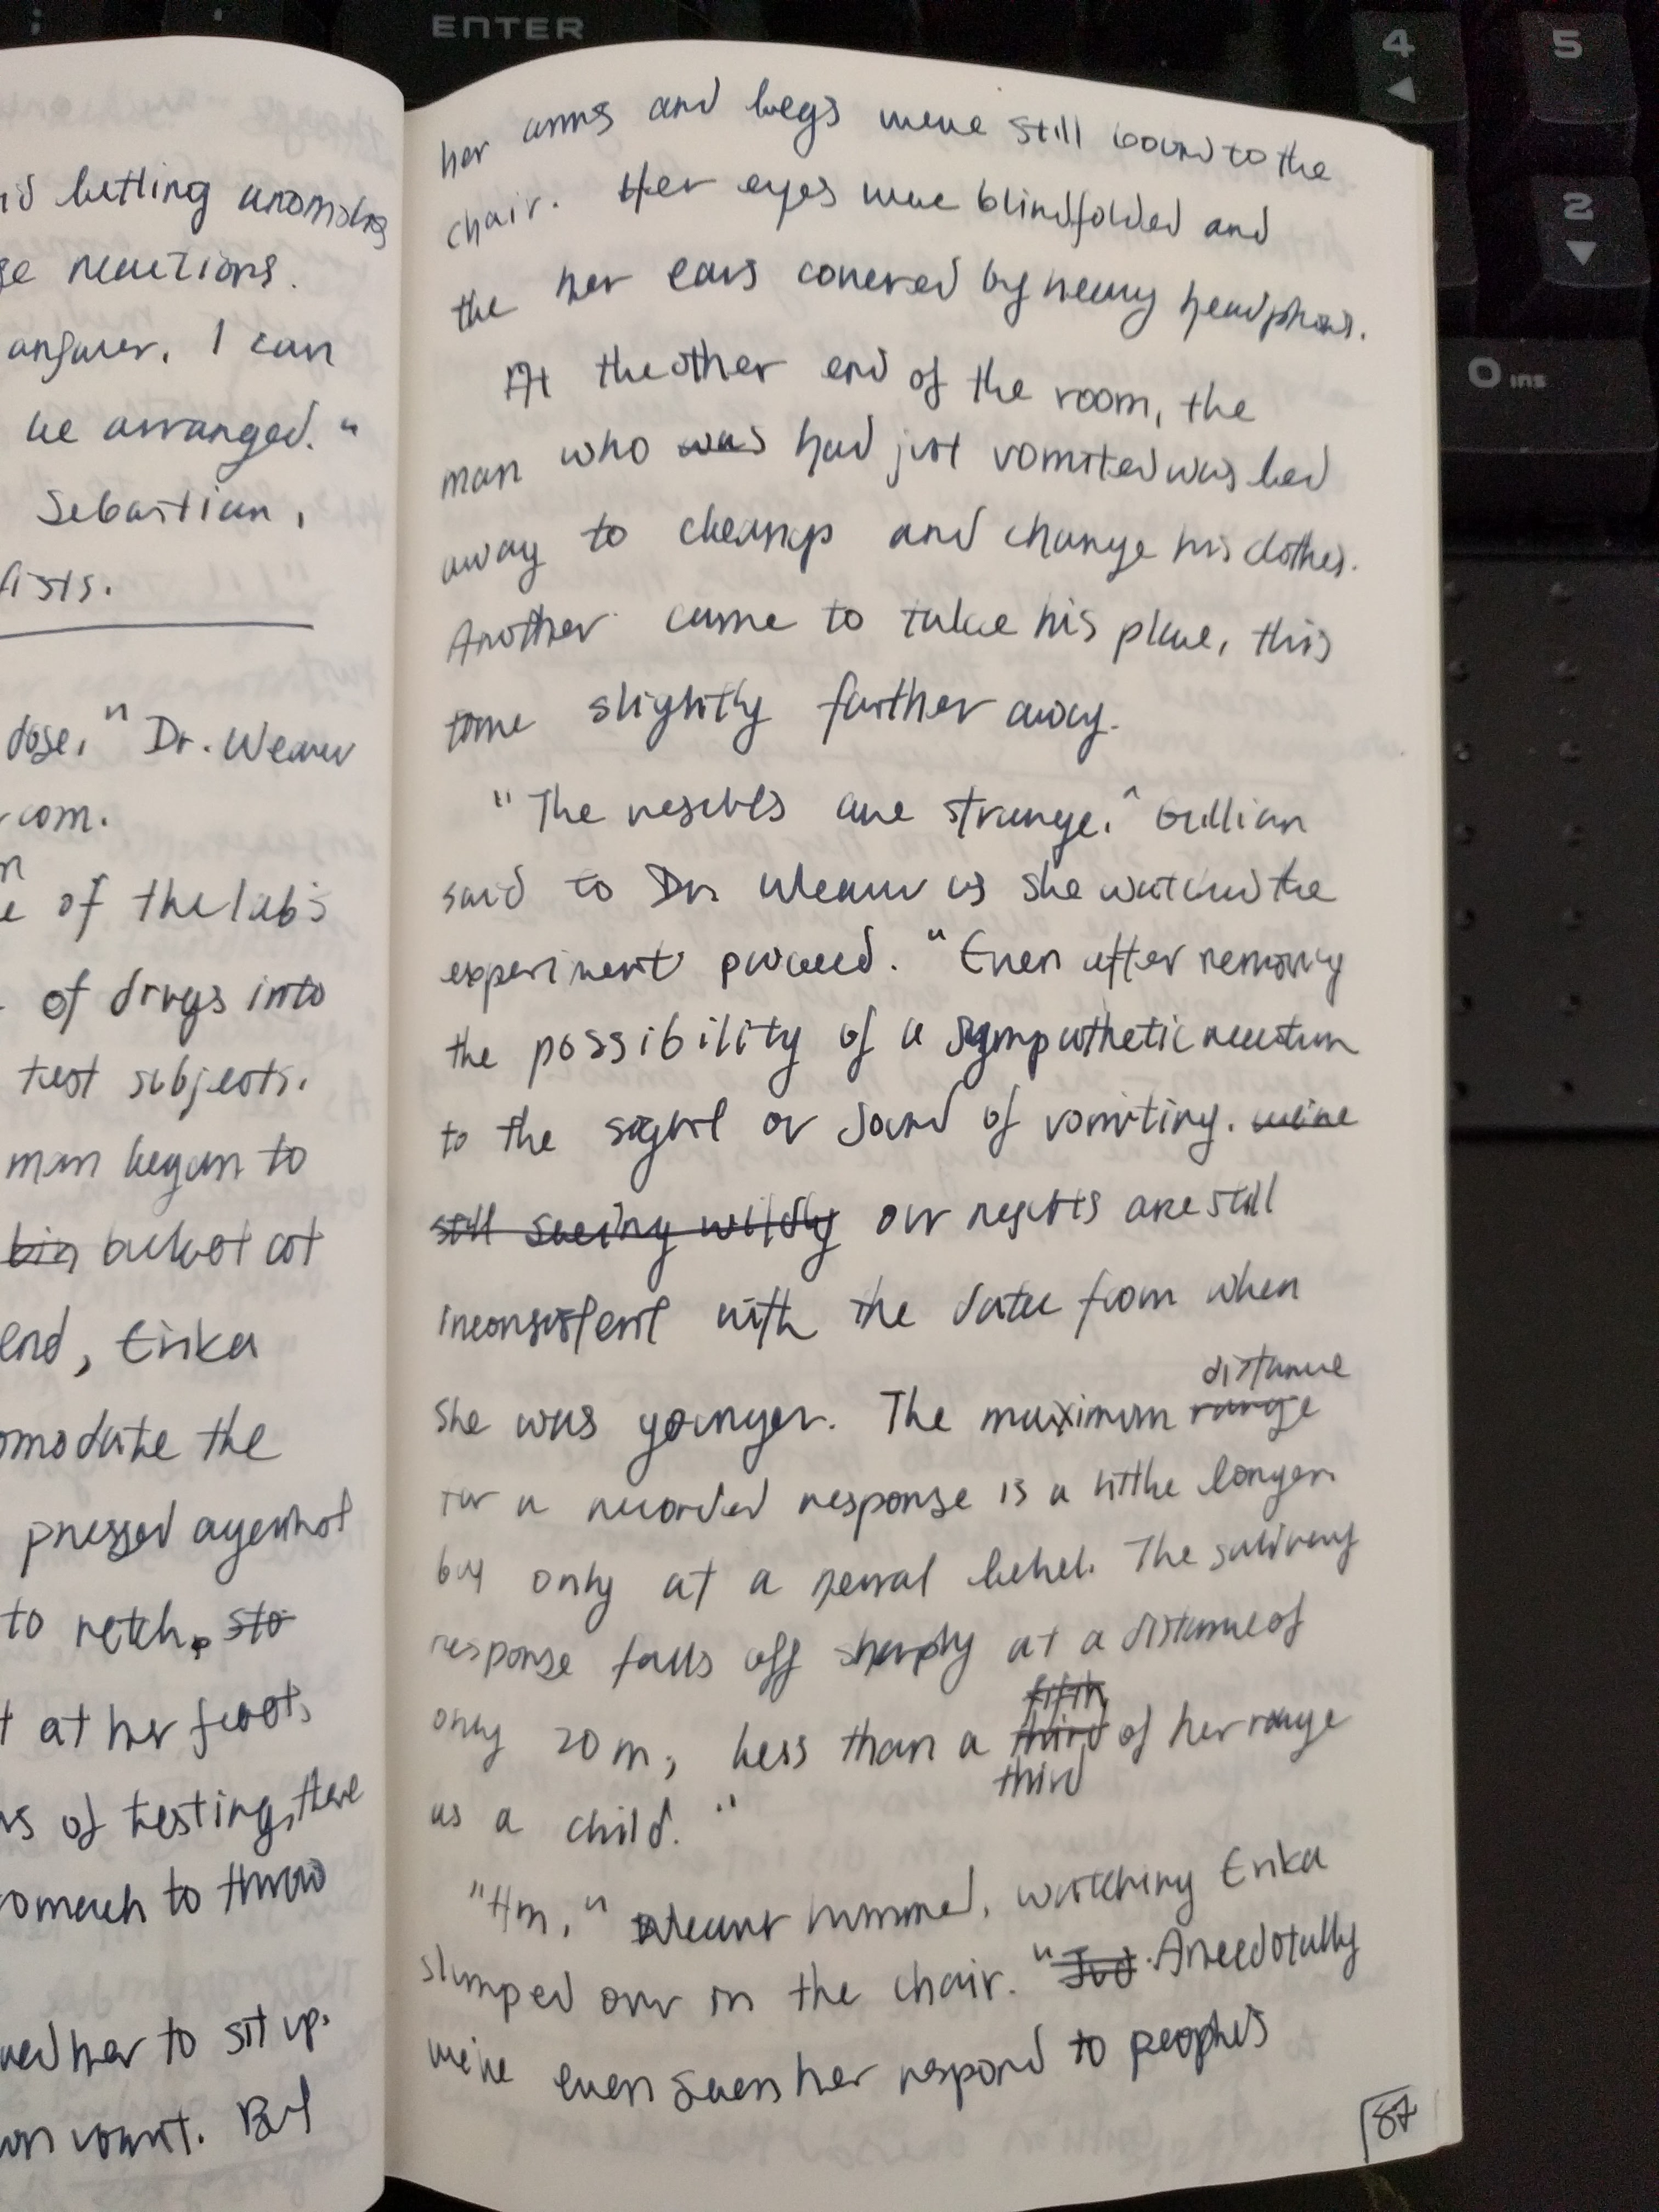 ENTER
4
5
2
0 ins
letting
reactions.
answer. I can
be arranged."
Sebastian,
fists.
dose," Dr. Weaver
com.
of the lab's
of drugs into
test subjects.
man began to
bin bucket cot
end, Erika
the
pressed against
to retch, sto
at her feet,
of testing, there
to throw
her to sit up.
vomit. But
her arms and legs were still bound to the
chair. Her eyes were blindfolded and
the her ears covered by heavy headphones.
At the other end of the room, the
man who was had just vomited was led
away to cleanup and change his clothes.
Another came to take his place, this
time slightly further away.
"The results are strange." Gillian
said to Dr. Weaver as she watched the
experiment proceed. "Even after removing
the possibility of a sympathetic reaction
to the sight or sound of vomiting. we're
still seeing wildly our results are still
inconsistent with the data from when
distance
she was younger. The maximum range
for a recorded response is a little longer
but only at a neural level. The salivary
response falls off sharply at a distance of
fifth
only 20 m, less than a third of her range
third
as a child."
"Hm," Weaver hummed, watching Erika
slumped over in the chair. "Anecdotally
we've even seen her respond to people's
87